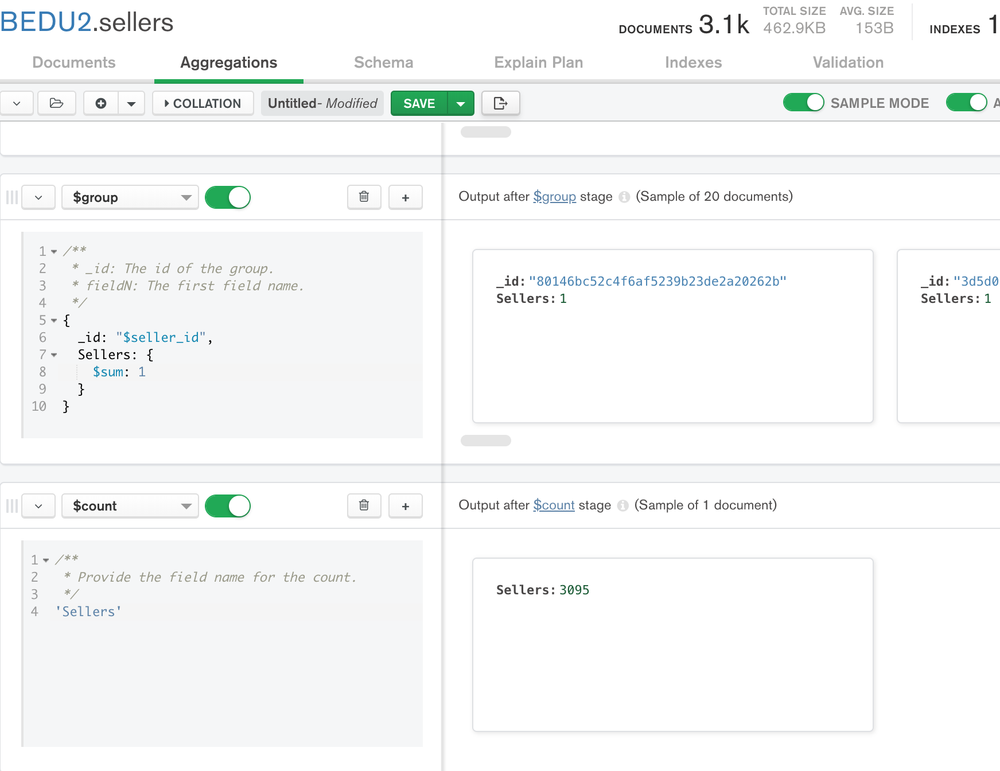 BEDU2.sellers
DOCUMENTS 3.1k TOTAL SIZE 462.9KB AVG. SIZE 153B INDEXES 1
Documents Aggregations Schema Explain Plan Indexes Validation
COLLATION Untitled- Modified SAVE SAMPLE MODE
$group
Output after $group stage (Sample of 20 documents)
1 /**
2 * _id: The id of the group.
3 * fieldN: The first field name.
4 */
5 {
6 _id: "$seller_id",
7 Sellers: {
8 $sum: 1
9 }
10 }
_id: "80146bc52c4f6af5239b23de2a20262b"
Sellers: 1
_id: "3d5d0
Sellers: 1
$count
Output after $count stage (Sample of 1 document)
1 /**
2 * Provide the field name for the count.
3 */
4 'Sellers'
Sellers: 3095